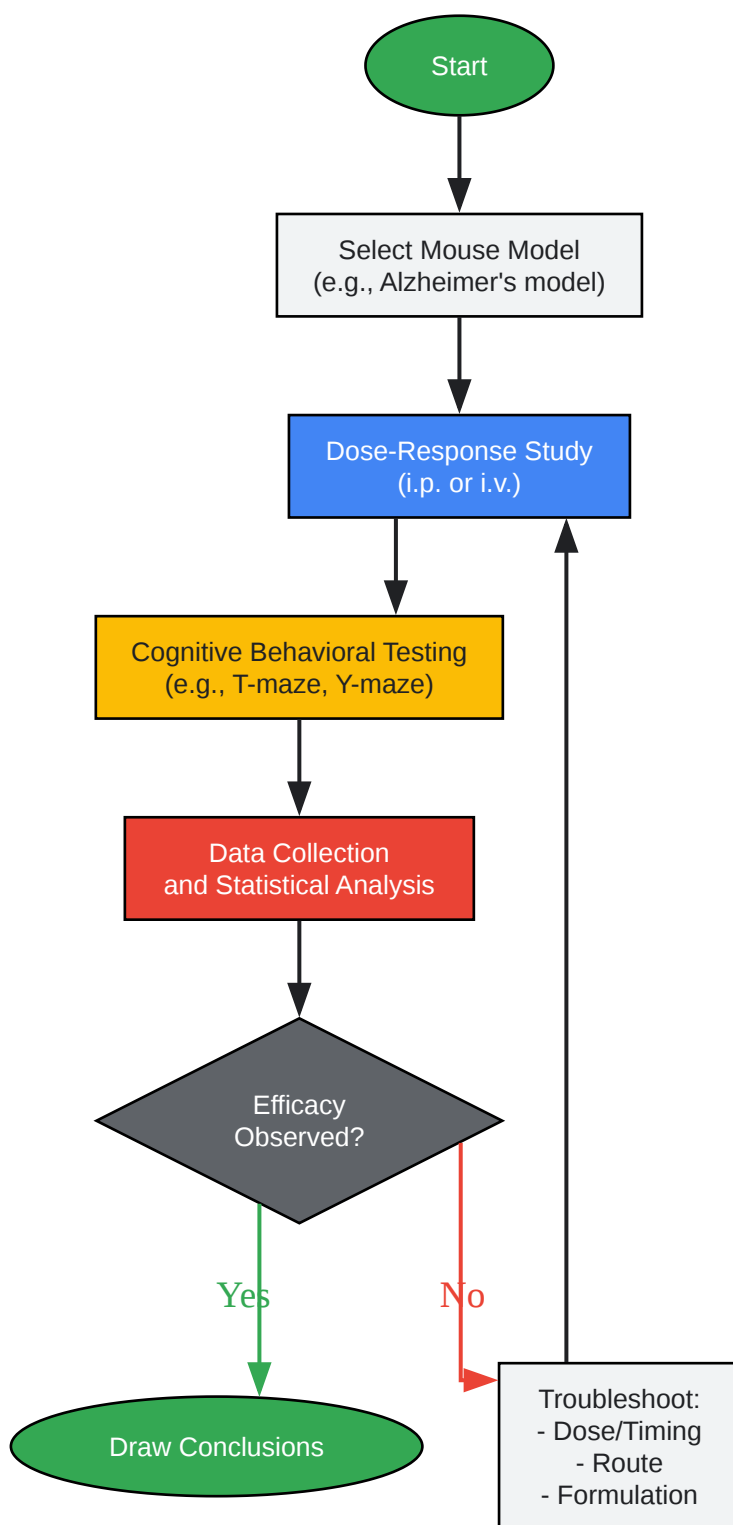 Start
Select Mouse Model
(e.g., Alzheimer's model)
Dose-Response Study
(i.p. or i.v.)
Cognitive Behavioral Testing
(e.g., T-maze, Y-maze)
Data Collection
and Statistical Analysis
Efficacy
Observed?
Yes
No
Draw Conclusions
Troubleshoot:
- Dose/Timing
- Route
- Formulation